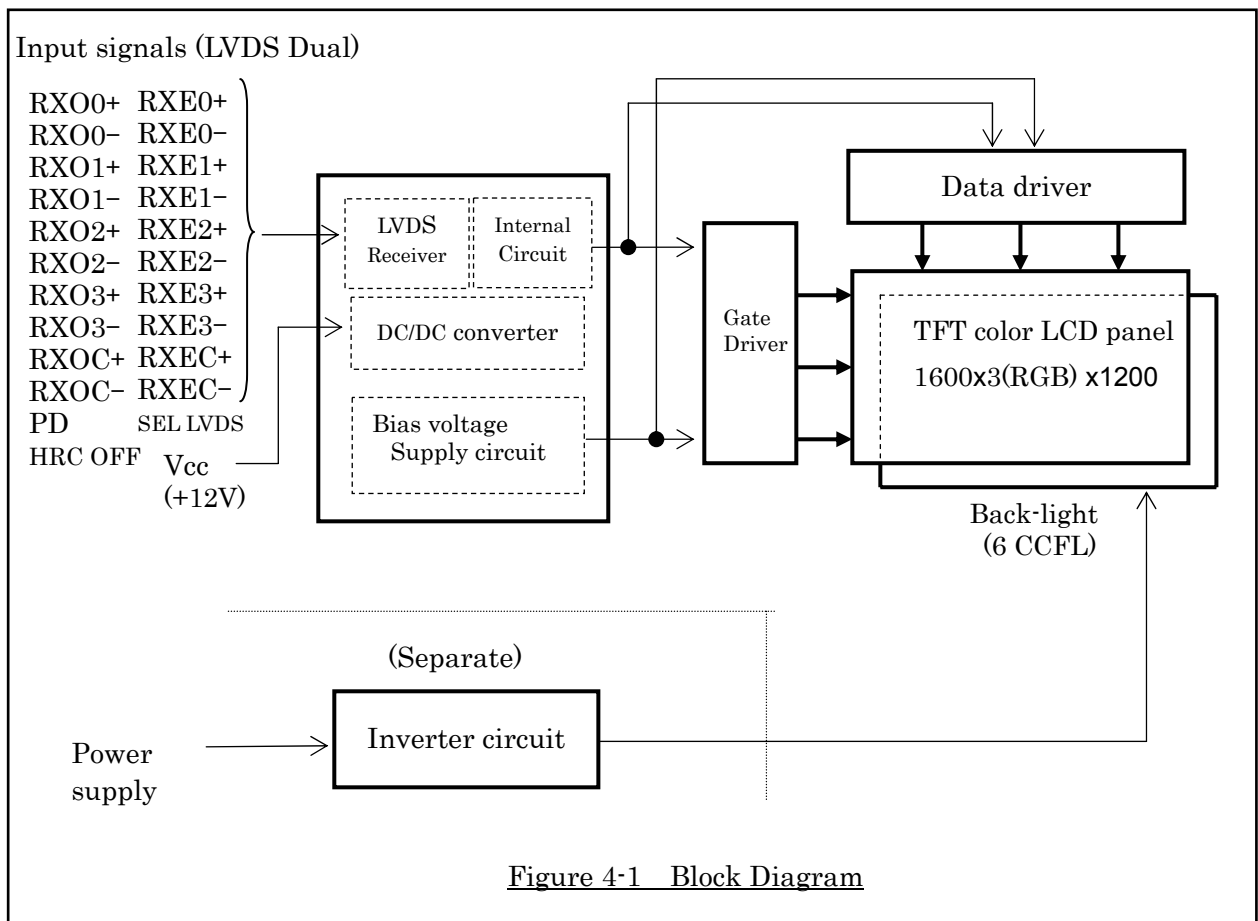 Input signals (LVDS Dual)
RXO0+ RXE0+
RXO0− RXE0−
RXO1+ RXE1+
RXO1− RXE1−
RXO2+ RXE2+
RXO2− RXE2−
RXO3+ RXE3+
RXO3− RXE3−
RXOC+ RXEC+
RXOC− RXEC−
PD SEL LVDS
HRC OFF
Vcc
(+12V)
LVDS
Receiver
Internal
Circuit
DC/DC converter
Bias voltage
Supply circuit
Gate
Driver
Data driver
TFT color LCD panel
1600x3(RGB) x1200
Back-light
(6 CCFL)
(Separate)
Inverter circuit
Power
supply
Figure 4-1 Block Diagram